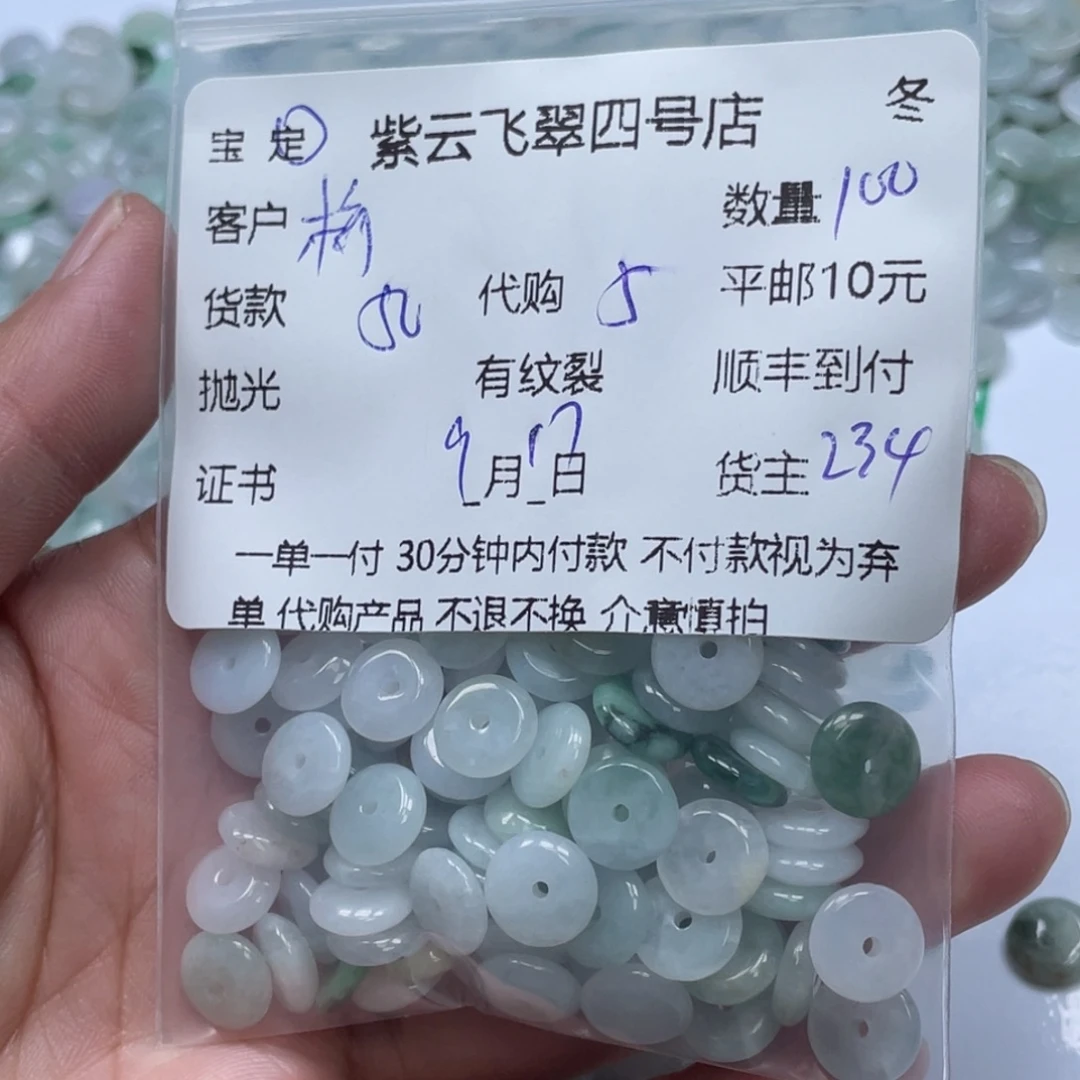 宝 定 紫云飞翠四号店 冬
客户 杨 数量 100
货款 50 代购 5 平邮10元
抛光 有纹裂 顺丰到付
证书 9月17日 货主 234
一单一付 30分钟内付款 不付款视为弃
单 代购产品 不退不换 介意慎拍